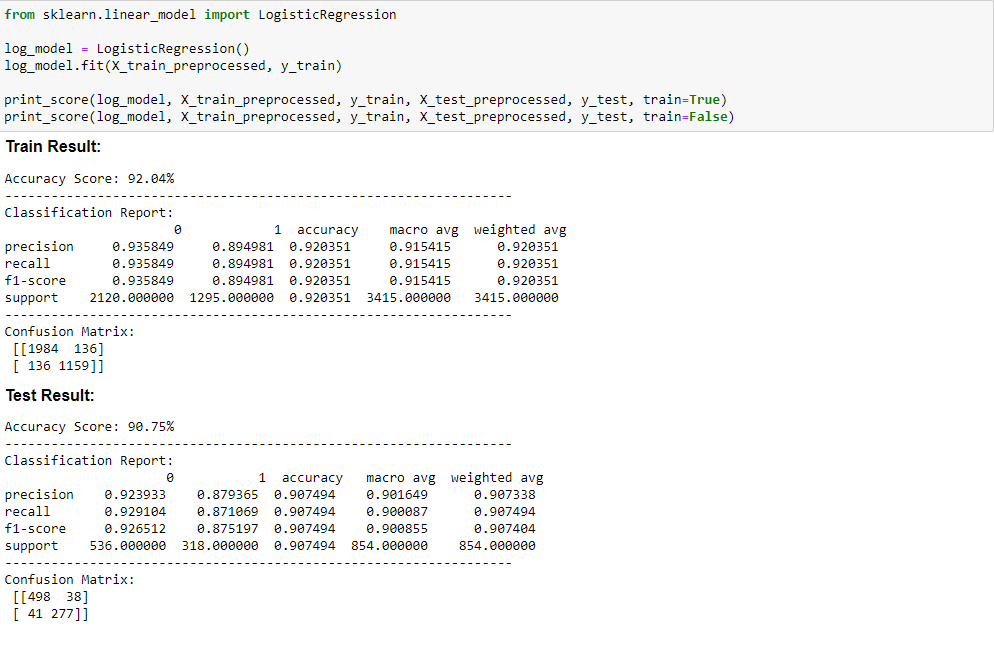 from sklearn.linear_model import LogisticRegression
log_model = LogisticRegression()
log_model.fit(X_train_preprocessed, y_train)
print_score(log_model, X_train_preprocessed, y_train, X_test_preprocessed, y_test, train=True)
print_score(log_model, X_train_preprocessed, y_train, X_test_preprocessed, y_test, train=False)
Train Result:
Accuracy Score: 92.04%
------------------------------------------------------------------
Classification Report:
0 1 accuracy macro avg weighted avg
precision 0.935849 0.894981 0.920351 0.915415 0.920351
recall 0.935849 0.894981 0.920351 0.915415 0.920351
f1-score 0.935849 0.894981 0.920351 0.915415 0.920351
support 2120.000000 1295.000000 0.920351 3415.000000 3415.000000
------------------------------------------------------------------
Confusion Matrix:
[[1984 136]
[ 136 1159]]
Test Result:
Accuracy Score: 90.75%
------------------------------------------------------------------
Classification Report:
0 1 accuracy macro avg weighted avg
precision 0.923933 0.879365 0.907494 0.901649 0.907338
recall 0.929104 0.871069 0.907494 0.900087 0.907494
f1-score 0.926512 0.875197 0.907494 0.900855 0.907404
support 536.000000 318.000000 0.907494 854.000000 854.000000
------------------------------------------------------------------
Confusion Matrix:
[[498 38]
[ 41 277]]